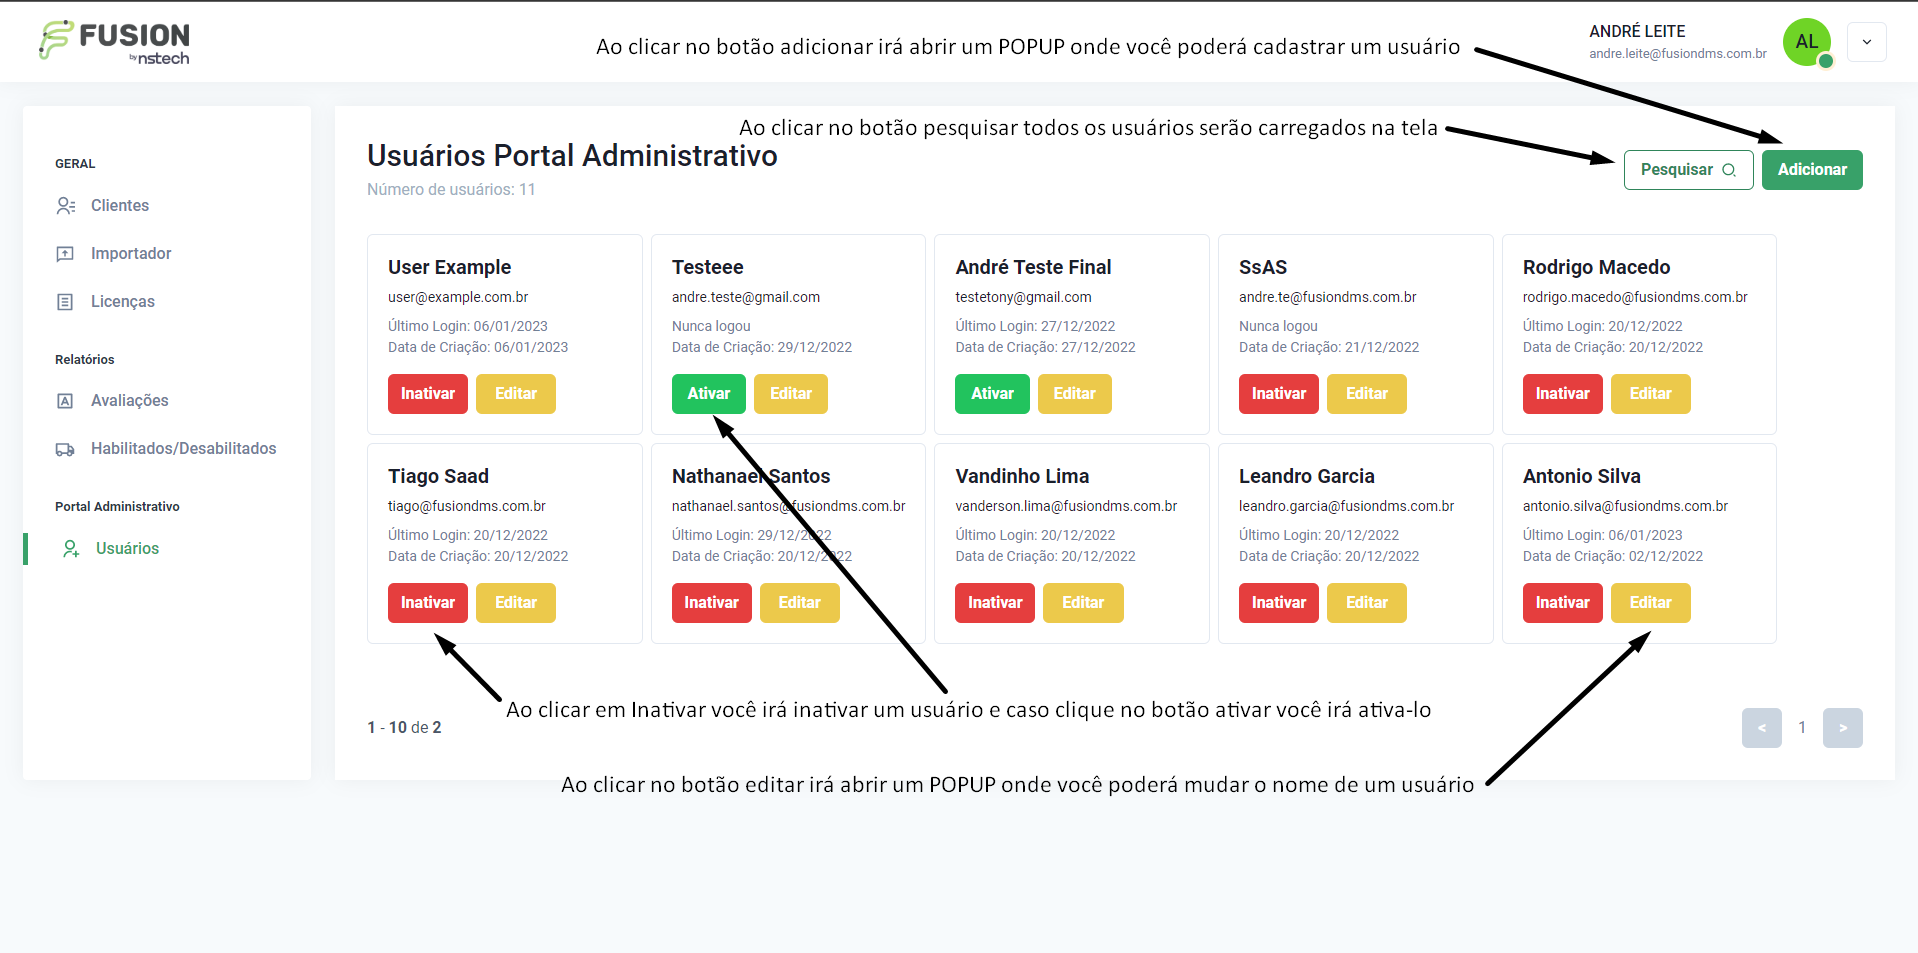 FUSION
by nstech
Ao clicar no botão adicionar irá abrir um POPUP onde você poderá cadastrar um usuário
ANDRÉ LEITE
andre.leite@fusiondms.com.br
AL
GERAL
Clientes
Importador
Licenças
Relatórios
Avaliações
Habilitados/Desabilitados
Portal Administrativo
Usuários
Ao clicar no botão pesquisar todos os usuários serão carregados na tela
Usuários Portal Administrativo
Número de usuários: 11
Pesquisar
Adicionar
User Example
user@example.com.br
Último Login: 06/01/2023
Data de Criação: 06/01/2023
Inativar Editar
Testeee
andre.teste@gmail.com
Nunca logou
Data de Criação: 29/12/2022
Ativar Editar
André Teste Final
testetony@gmail.com
Último Login: 27/12/2022
Data de Criação: 27/12/2022
Ativar Editar
SsAS
andre.te@fusiondms.com.br
Nunca logou
Data de Criação: 21/12/2022
Inativar Editar
Rodrigo Macedo
rodrigo.macedo@fusiondms.com.br
Último Login: 20/12/2022
Data de Criação: 20/12/2022
Inativar Editar
Tiago Saad
tiago@fusiondms.com.br
Último Login: 20/12/2022
Data de Criação: 20/12/2022
Inativar Editar
Nathanael Santos
nathanael.santos@fusiondms.com.br
Último Login: 29/12/2022
Data de Criação: 20/12/2022
Inativar Editar
Vandinho Lima
vanderson.lima@fusiondms.com.br
Último Login: 20/12/2022
Data de Criação: 20/12/2022
Inativar Editar
Leandro Garcia
leandro.garcia@fusiondms.com.br
Último Login: 20/12/2022
Data de Criação: 20/12/2022
Inativar Editar
Antonio Silva
antonio.silva@fusiondms.com.br
Último Login: 06/01/2023
Data de Criação: 02/12/2022
Inativar Editar
Ao clicar em Inativar você irá inativar um usuário e caso clique no botão ativar você irá ativa-lo
1 - 10 de 2
< 1 >
Ao clicar no botão editar irá abrir um POPUP onde você poderá mudar o nome de um usuário